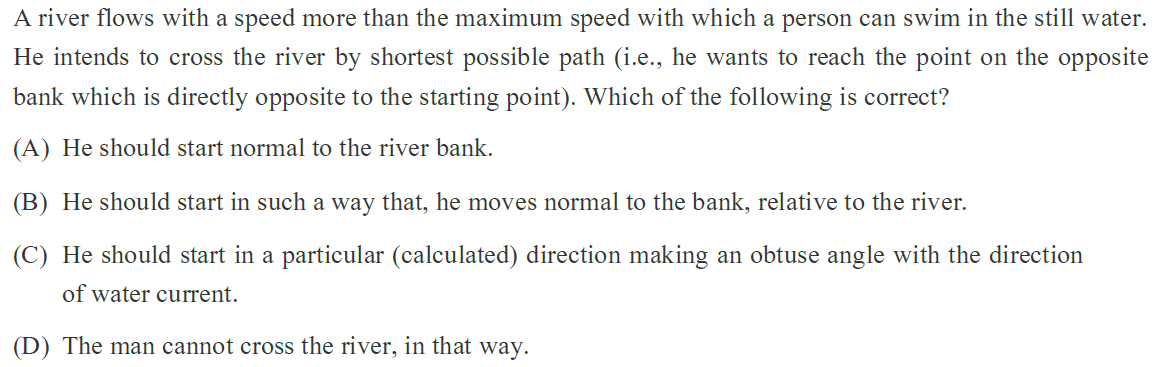 A river flows with a speed more than the maximum speed with which a person can swim in the still water.
He intends to cross the river by shortest possible path (i.e., he wants to reach the point on the opposite
bank which is directly opposite to the starting point). Which of the following is correct?
(A) He should start normal to the river bank.
(B) He should start in such a way that, he moves normal to the bank, relative to the river.
(C) He should start in a particular (calculated) direction making an obtuse angle with the direction
of water current.
(D) The man cannot cross the river, in that way.